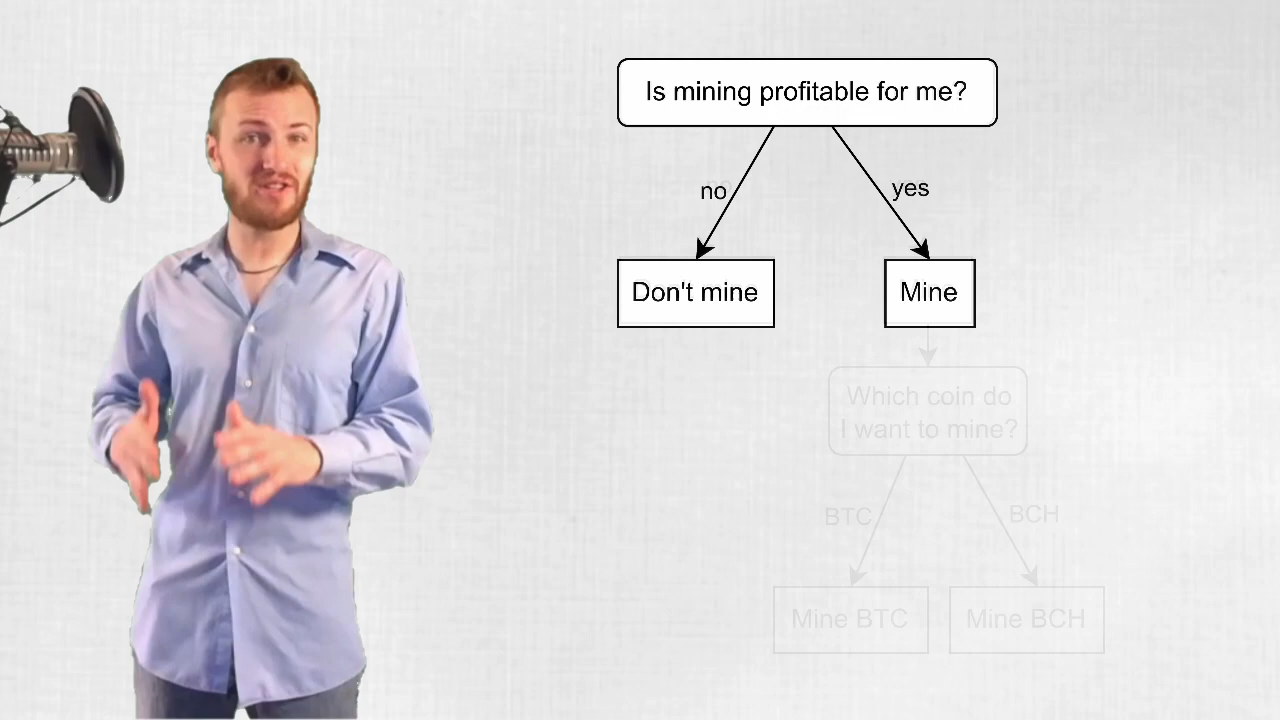 Is mining profitable for me?
no
yes
Don't mine
Mine
Which coin do
I want to mine?
BTC
BCH
Mine BTC
Mine BCH